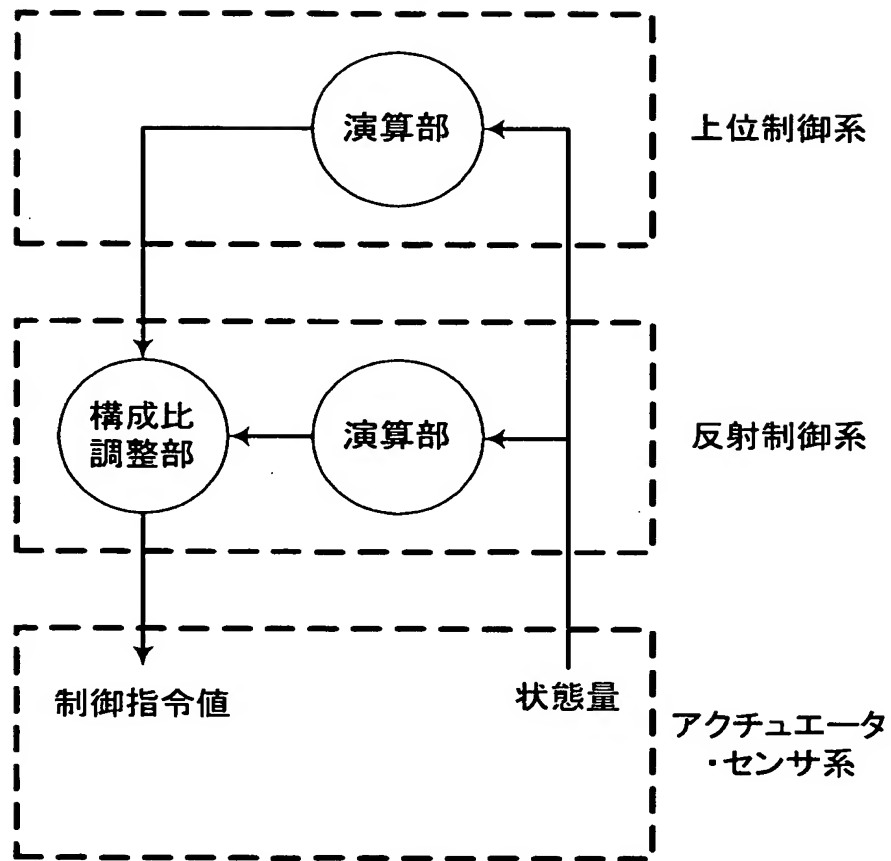 演算部
上位制御系
構成比
調整部
演算部
反射制御系
制御指令値
状態量
アクチュエータ
・センサ系